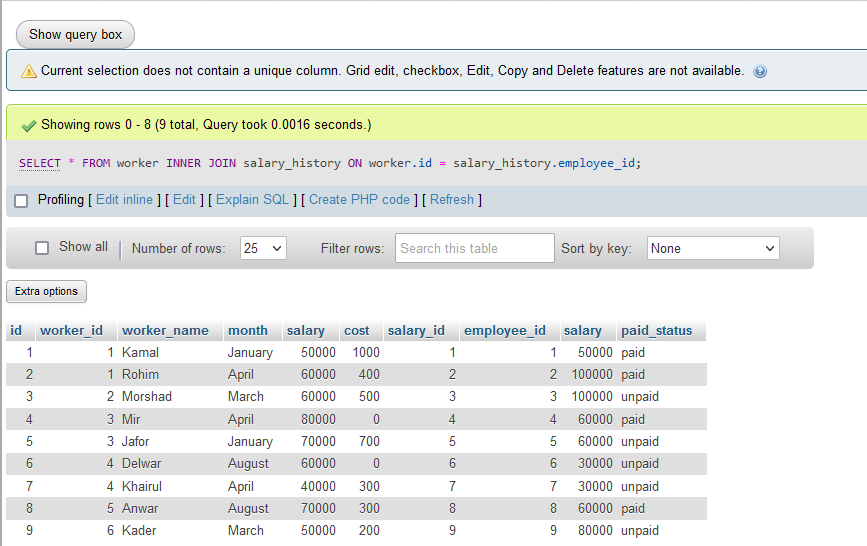 Show query box
Current selection does not contain a unique column. Grid edit, checkbox, Edit, Copy and Delete features are not available.
Showing rows 0 - 8 (9 total, Query took 0.0016 seconds.)
SELECT * FROM worker INNER JOIN salary_history ON worker.id = salary_history.employee_id;
Profiling [ Edit inline ] [ Edit ] [ Explain SQL ] [ Create PHP code ] [ Refresh ]
Show all Number of rows: 25 Filter rows: Search this table Sort by key: None
Extra options
id worker_id worker_name month salary cost salary_id employee_id salary paid_status
1 1 Kamal January 50000 1000 1 1 50000 paid
2 1 Rohim April 60000 400 2 2 100000 paid
3 2 Morshad March 60000 500 3 3 100000 unpaid
4 3 Mir April 80000 0 4 4 60000 paid
5 3 Jafor January 70000 700 5 5 60000 unpaid
6 4 Delwar August 60000 0 6 6 30000 unpaid
7 4 Khairul April 40000 300 7 7 30000 unpaid
8 5 Anwar August 70000 300 8 8 60000 paid
9 6 Kader March 50000 200 9 9 80000 unpaid